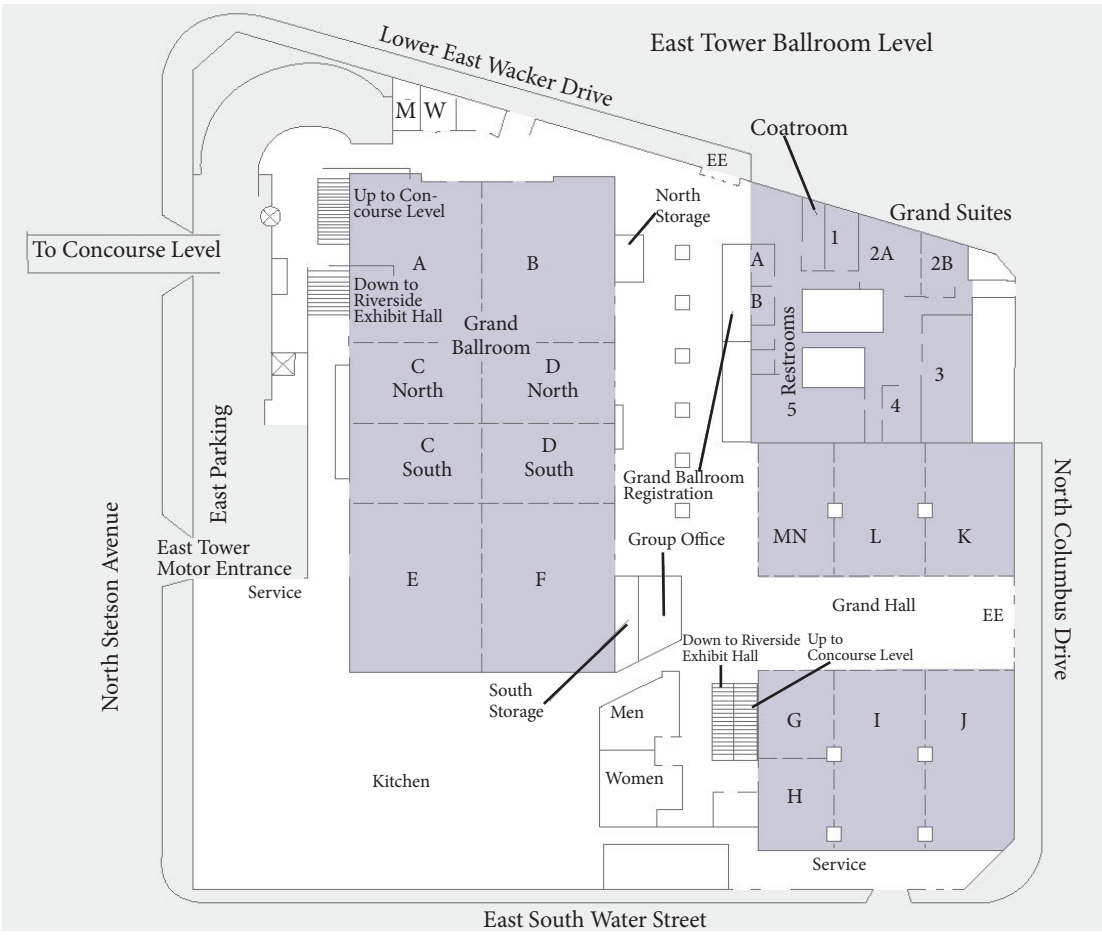 East Tower Ballroom Level
Lower East Wacker Drive
M W
Coatroom
EE
North
Storage
Grand Suites
Up to Con-
course Level
To Concourse Level
1
2A
2B
A
B
A
B
Down to
Riverside
Exhibit Hall
Grand
Ballroom
Restrooms
3
4
5
C
North
D
North
C
South
D
South
East Parking
Grand Ballroom
Registration
North Columbus Drive
North Stetson Avenue
East Tower
Motor Entrance
Service
Group Office
MN
L
K
E
F
Grand Hall
EE
Down to Riverside
Exhibit Hall
Up to
Concourse Level
South
Storage
Men
G
I
J
Kitchen
Women
H
Service
East South Water Street